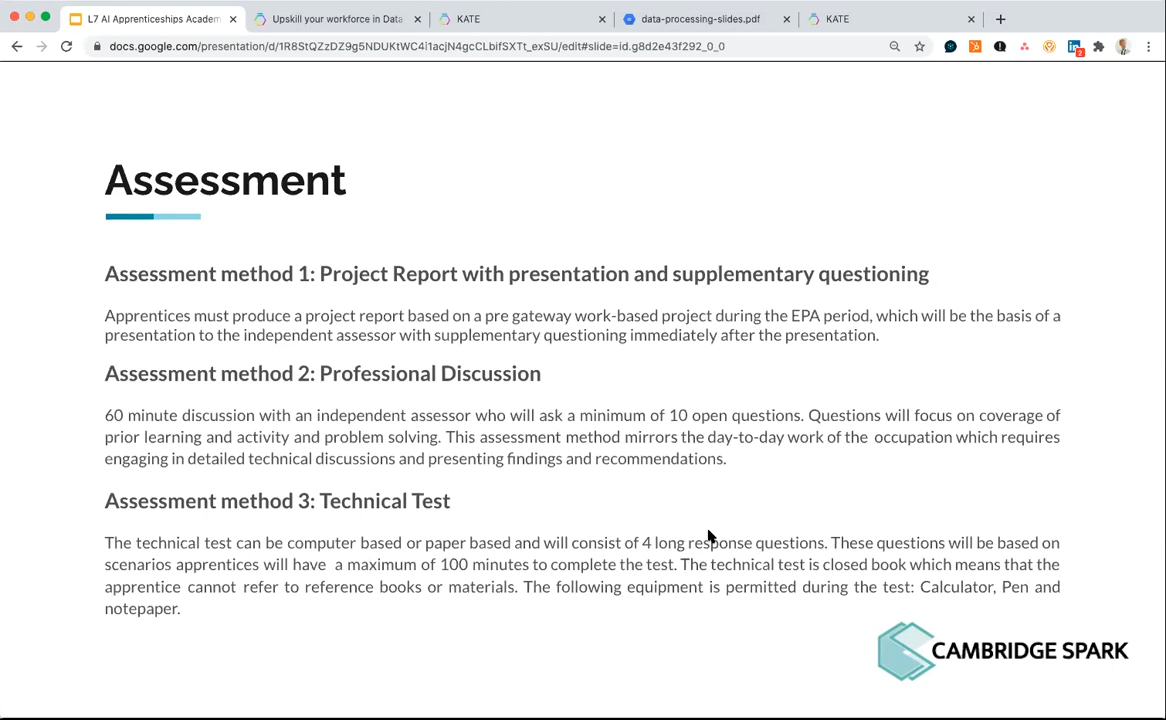 L7 AI Apprenticeships Academ
Upskill your workforce in Data
KATE
data-processing-slides.pdf
KATE
docs.google.com/presentation/d/1R8StQZzDZ9g5NDUKtWC4i1acjN4gcCLbifSXTt_exSU/edit#slide=id.g8d2e43f292_0_0
2
Assessment
Assessment method 1: Project Report with presentation and supplementary questioning
Apprentices must produce a project report based on a pre gateway work-based project during the EPA period, which will be the basis of a
presentation to the independent assessor with supplementary questioning immediately after the presentation.
Assessment method 2: Professional Discussion
60 minute discussion with an independent assessor who will ask a minimum of 10 open questions. Questions will focus on coverage of
prior learning and activity and problem solving. This assessment method mirrors the day-to-day work of the occupation which requires
engaging in detailed technical discussions and presenting findings and recommendations.
Assessment method 3: Technical Test
The technical test can be computer based or paper based and will consist of 4 long response questions. These questions will be based on
scenarios apprentices will have a maximum of 100 minutes to complete the test. The technical test is closed book which means that the
apprentice cannot refer to reference books or materials. The following equipment is permitted during the test: Calculator, Pen and
notepaper.
CAMBRIDGE SPARK